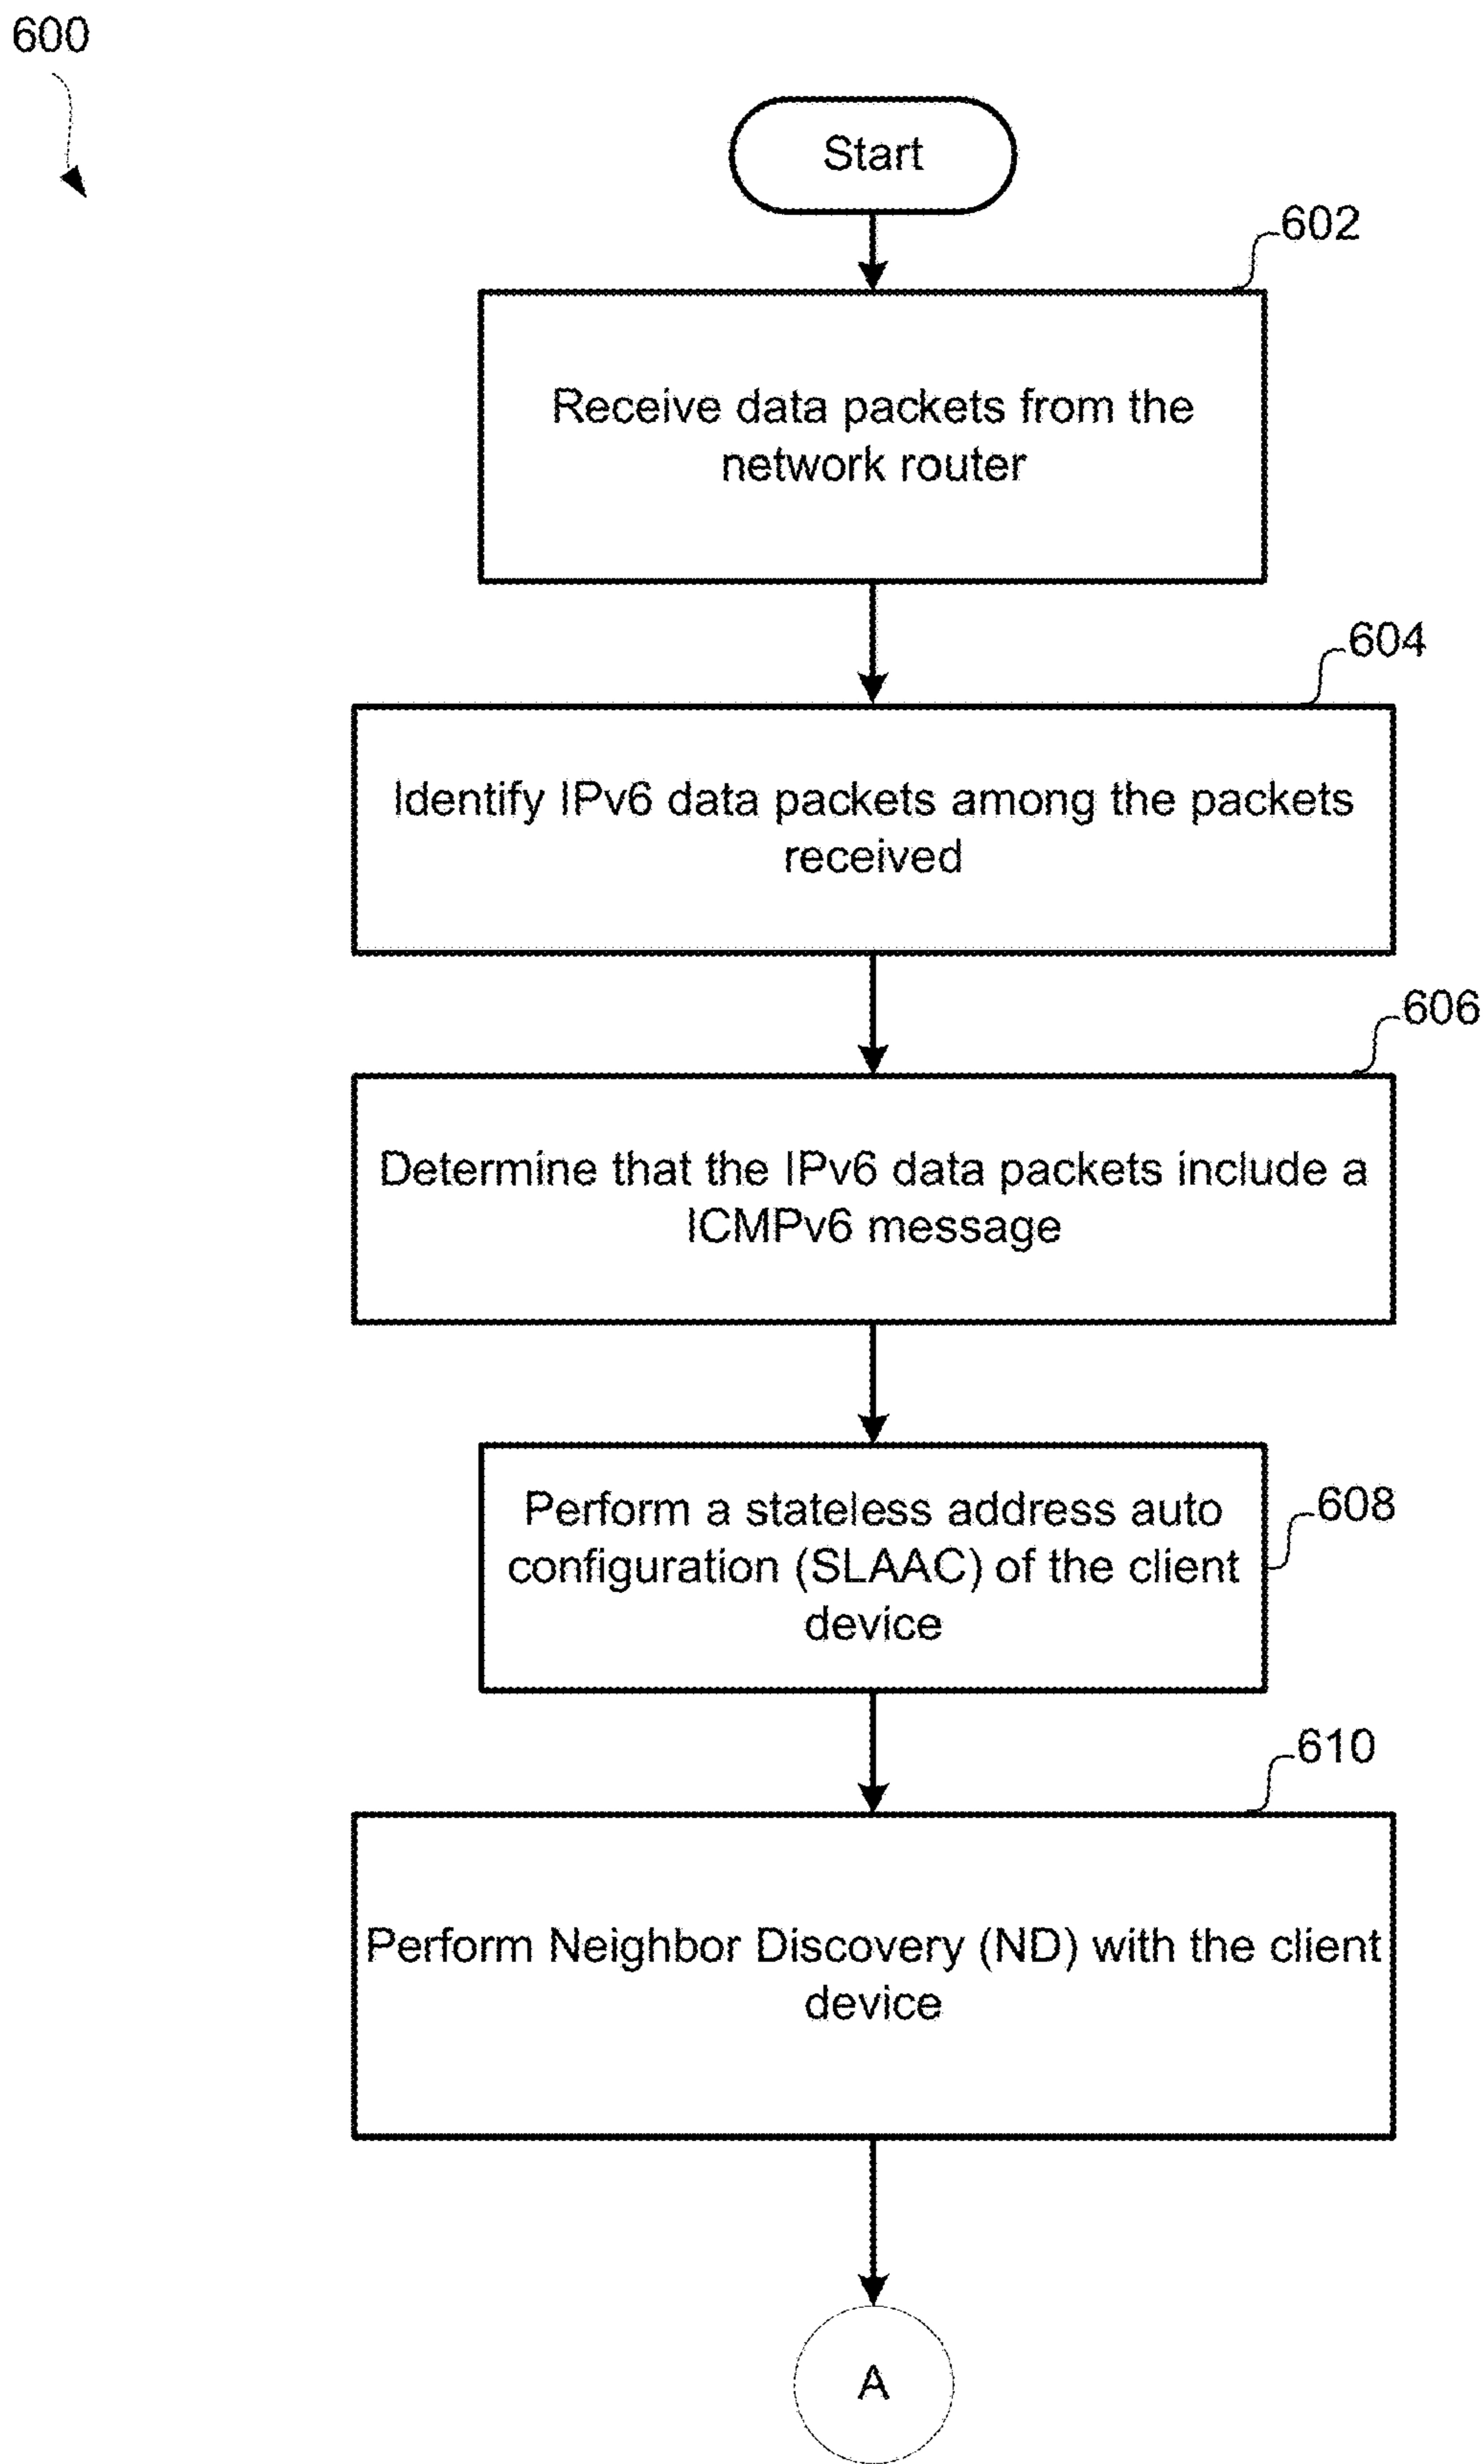 600
Start
602
Receive data packets from the
network router
604
Identify IPv6 data packets among the packets
received
606
Determine that the IPv6 data packets include a
ICMPv6 message
Perform a stateless address auto
configuration (SLAAC) of the client
device
608
610
Perform Neighbor Discovery (ND) with the client
device
A